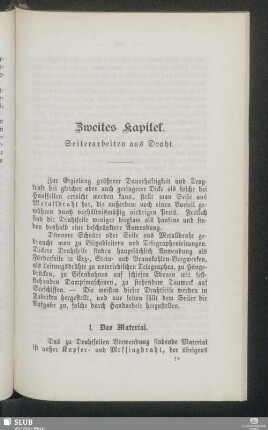 Zweites Kapitel.
Seilerarbeiten aus Draht.
Zur Erzielung größerer Dauerhaftigkeit und Trag-
kraft bei gleicher oder auch geringerer Dicke als solche bei
Hanfseilen erreicht werden kann, stellt man Seile aus
Metalldraht her, die außerdem noch einen Vorteil ge-
währen durch verhältnismäßig niedrigen Preis. Freilich
sind die Drahtseile weniger biegsam als hänfene und fin-
den deshalb eine beschränktere Anwendung.
Dünnere Schnüre oder Seile aus Metalldraht ge-
braucht man zu Blitzableitern und Telegraphenleitungen.
Dickere Drahtseile finden hauptsächlich Anwendung als
Förderseile in Erz-, Stein- und Braunkohlen-Bergwerken,
als Leitungsdrähte zu unterirdischen Telegraphen, zu Hänge-
brücken, zu Eisenbahnen auf schiefen Ebenen mit fest-
stehenden Dampfmaschinen, zu stehendem Tauwerk auf
Seeschiffen. — Die meisten dieser Drahtseile werden in
Fabriken hergestellt, und nur selten fällt dem Seiler die
Aufgabe zu, solche durch Handarbeit herzustellen.
1. Das Material.
Das zu Drahtseilen Verwendung findende Material
ist außer Kupfer- und Messingdraht, der übrigens
7*
SLUB